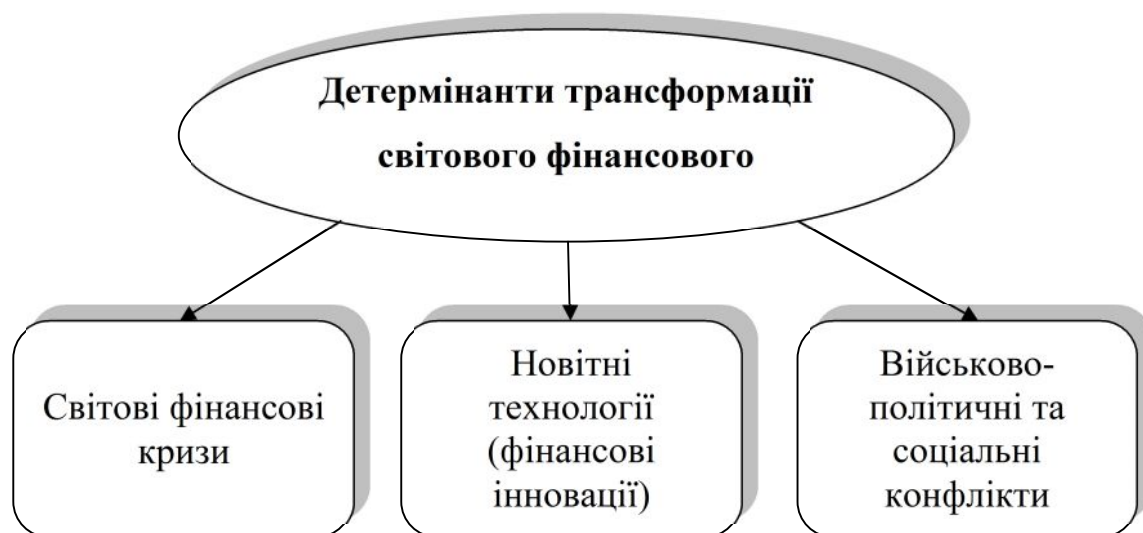 Детермінанти трансформації
світового фінансового
Світові фінансові
кризи
Новітні
технології
(фінансові
інновації)
Військово-
політичні та
соціальні
конфлікти